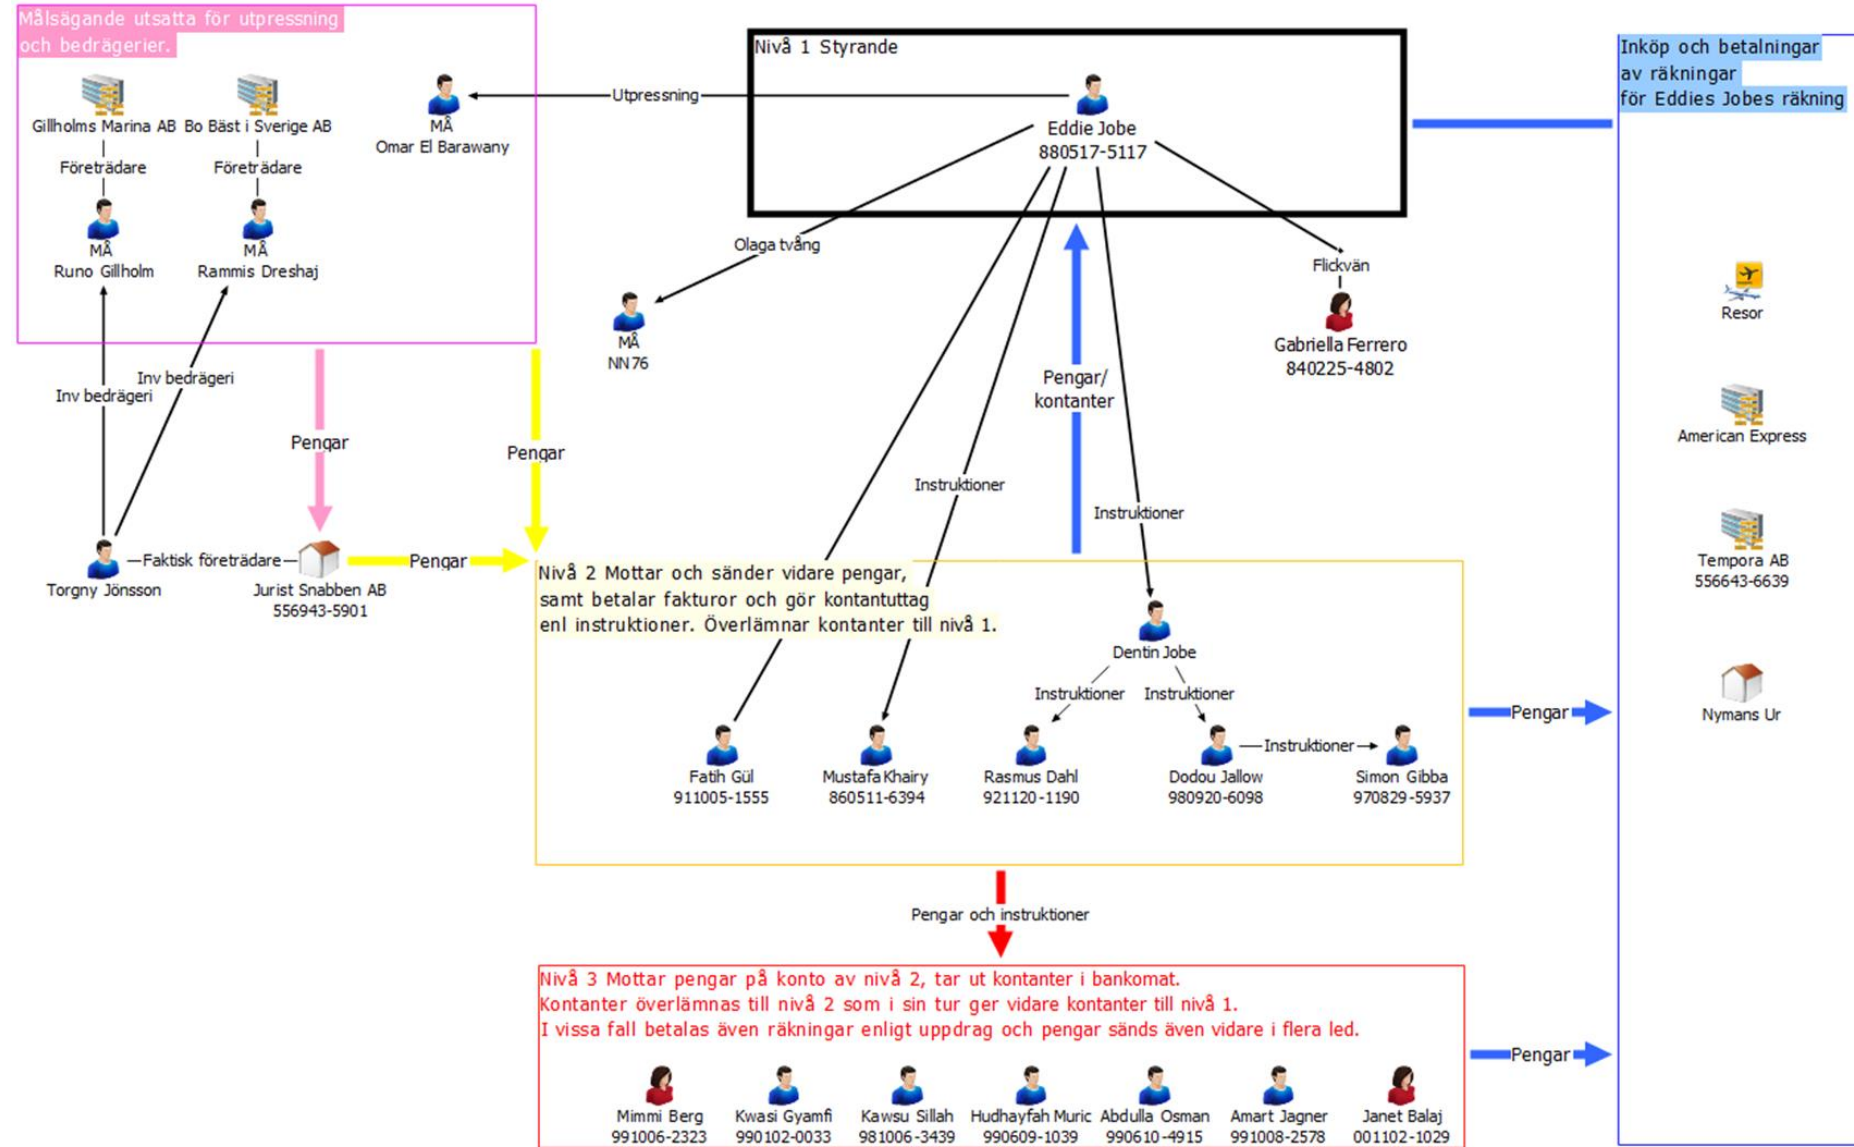 Målsägande utsatta för utpressning
och bedrägerier.
Gillholms Marina AB
Företrädare
MÅ
Runo Gillholm
Bo Bäst i Sverige AB
Företrädare
MÅ
Rammis Dreshaj
MÅ
Omar El Barawany
Utpressning
Nivå 1 Styrande
Eddie Jobe
880517-5117
Inköp och betalningar
av räkningar
för Eddies Jobes räkning
Olaga tvång
MÅ
NN76
Flickvän
Gabriella Ferrero
840225-4802
Pengar/
kontanter
Inv bedrägeri
Inv bedrägeri
Pengar
Pengar
Instruktioner
Instruktioner
Torgny Jönsson
Faktisk företrädare
Jurist Snabben AB
556943-5901
Pengar
Nivå 2 Mottar och sänder vidare pengar,
samt betalar fakturor och gör kontantuttag
enl instruktioner. Överlämnar kontanter till nivå 1.
Dentin Jobe
Instruktioner
Instruktioner
Fatih Gül
911005-1555
Mustafa Khairy
860511-6394
Rasmus Dahl
921120-1190
Dodou Jallow
980920-6098
Instruktioner
Simon Gibba
970829-5937
Pengar
Resor
American Express
Tempora AB
556643-6639
Nymans Ur
Pengar och instruktioner
Nivå 3 Mottar pengar på konto av nivå 2, tar ut kontanter i bankomat.
Kontanter överlämnas till nivå 2 som i sin tur ger vidare kontanter till nivå 1.
I vissa fall betalas även räkningar enligt uppdrag och pengar sänds även vidare i flera led.
Mimmi Berg
991006-2323
Kwasi Gyamfi
990102-0033
Kawsu Sillah
981006-3439
Hudhayfah Muric
990609-1039
Abdulla Osman
990610-4915
Amart Jagner
991008-2578
Janet Balaj
001102-1029
Pengar